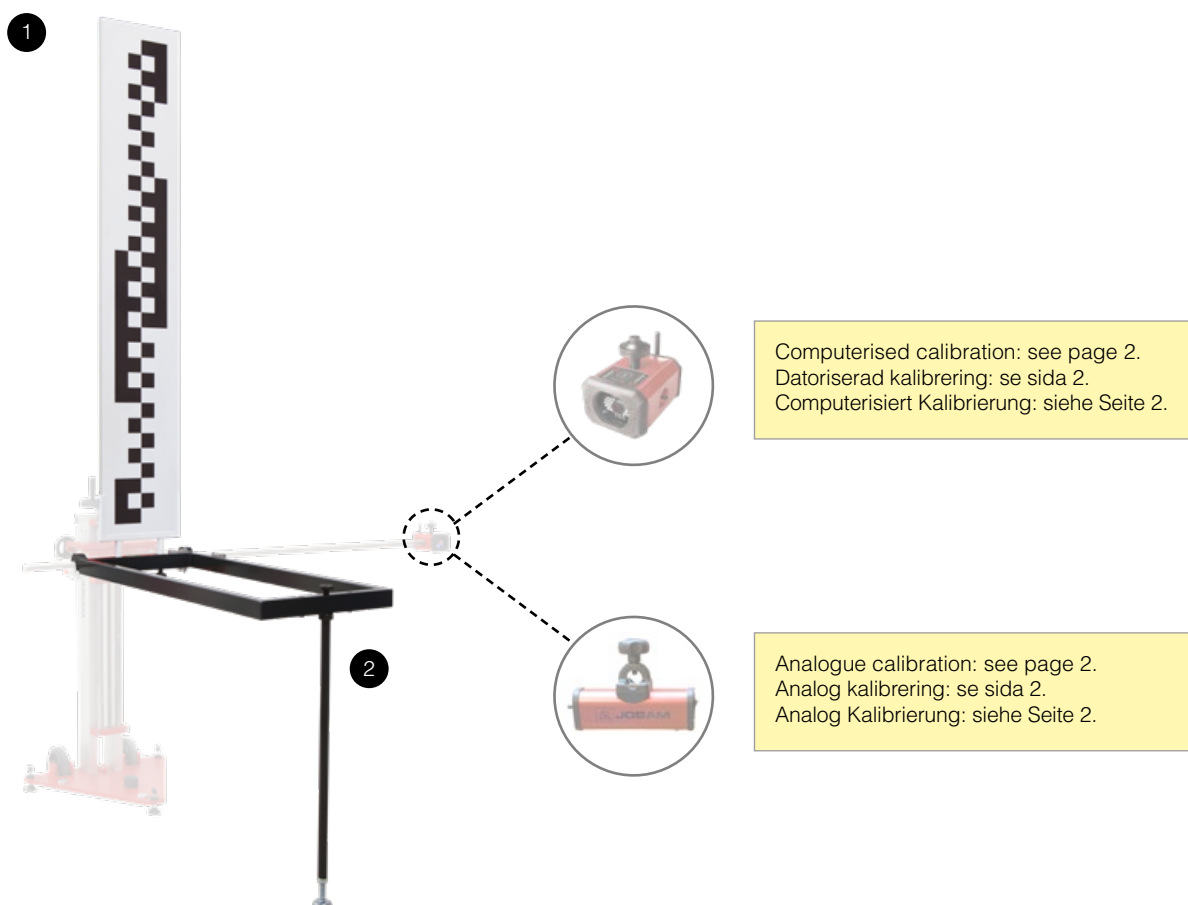 1
Computerised calibration: see page 2.
Datoriserad kalibrering: se sida 2.
Computerisiert Kalibrierung: siehe Seite 2.
2
JOSAM
Analogue calibration: see page 2.
Analog kalibrering: se sida 2.
Analog Kalibrierung: siehe Seite 2.